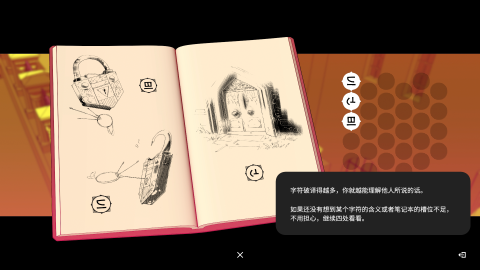 字符破译得越多，你就越能理解他人所说的话。
如果还没有想到某个字符的含义或者笔记本的槽位不足，
不用担心，继续四处看看。